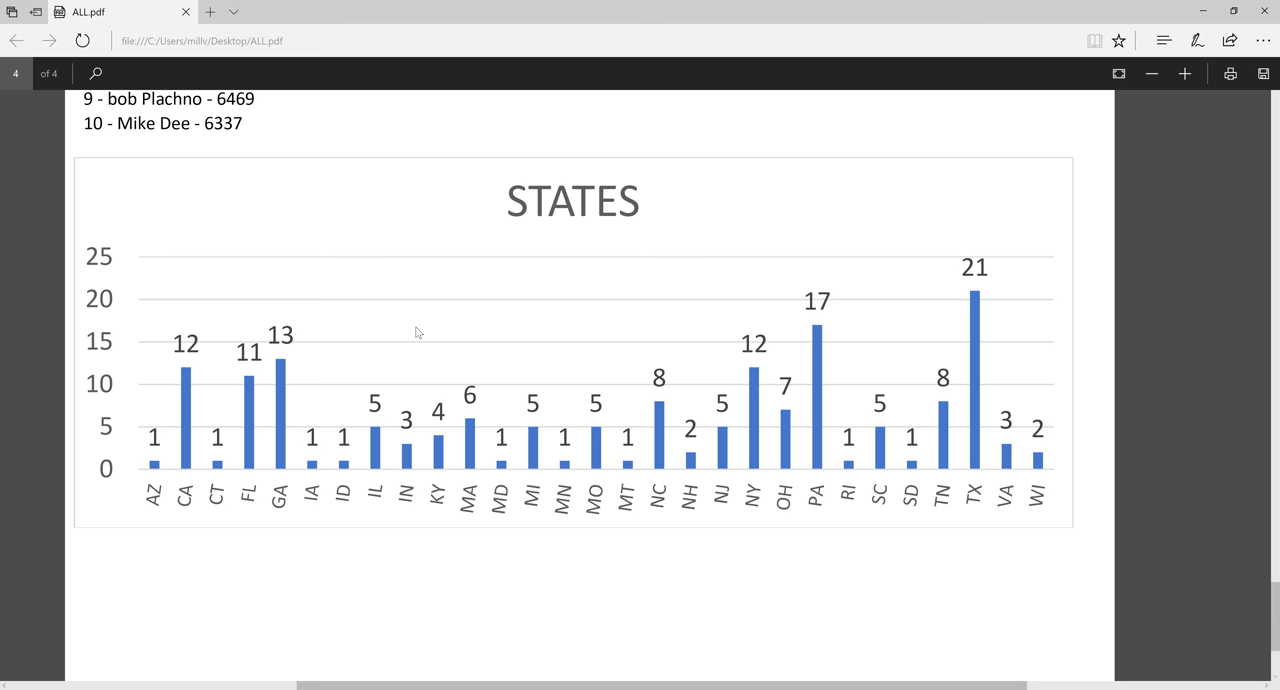 ALL.pdf
file:///C:/Users/millv/Desktop/ALL.pdf
4 of 4
9 - bob Plachno - 6469
10 - Mike Dee - 6337
STATES
25
20
15
10
5
0
1 12 1 11 13 1 1 5 3 4 6 1 5 1 5 1 8 2 5 12 7 17 1 5 1 8 21 3 2
AZ CA CT FL GA IA ID IL IN KY MA MD MI MN MO MT NC NH NJ NY OH PA RI SC SD TN TX VA WI